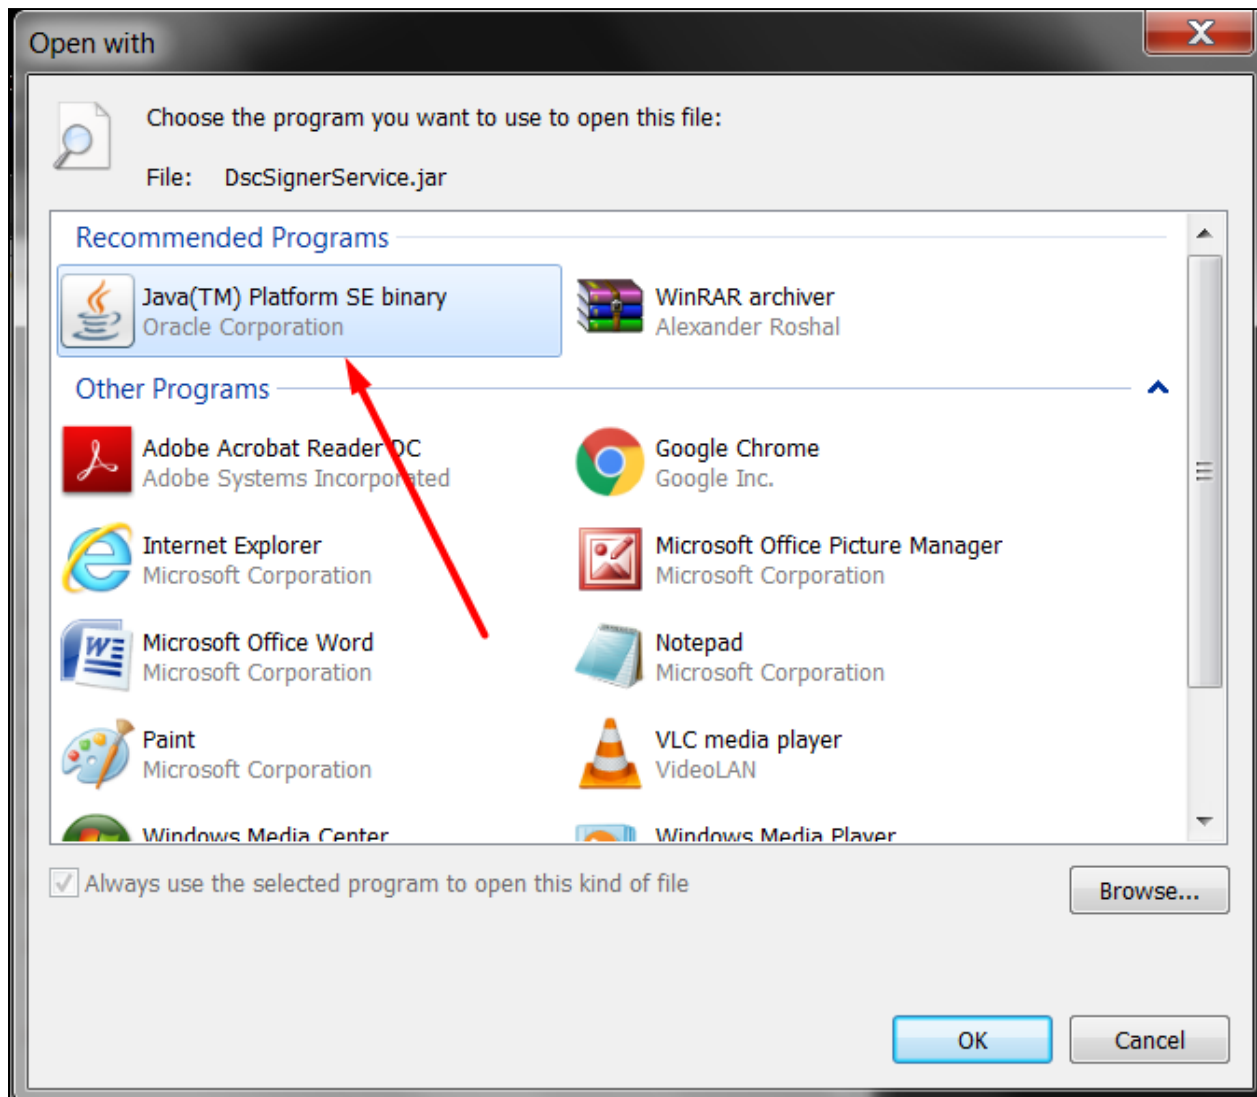 Open with
Choose the program you want to use to open this file:
File: DscSignerService.jar
Recommended Programs
Java(TM) Platform SE binary
Oracle Corporation
WinRAR archiver
Alexander Roshal
Other Programs
Adobe Acrobat Reader DC
Adobe Systems Incorporated
Google Chrome
Google Inc.
Internet Explorer
Microsoft Corporation
Microsoft Office Picture Manager
Microsoft Corporation
Microsoft Office Word
Microsoft Corporation
Notepad
Microsoft Corporation
Paint
Microsoft Corporation
VLC media player
VideoLAN
Windows Media Center
Windows Media Player
Always use the selected program to open this kind of file
Browse...
OK
Cancel